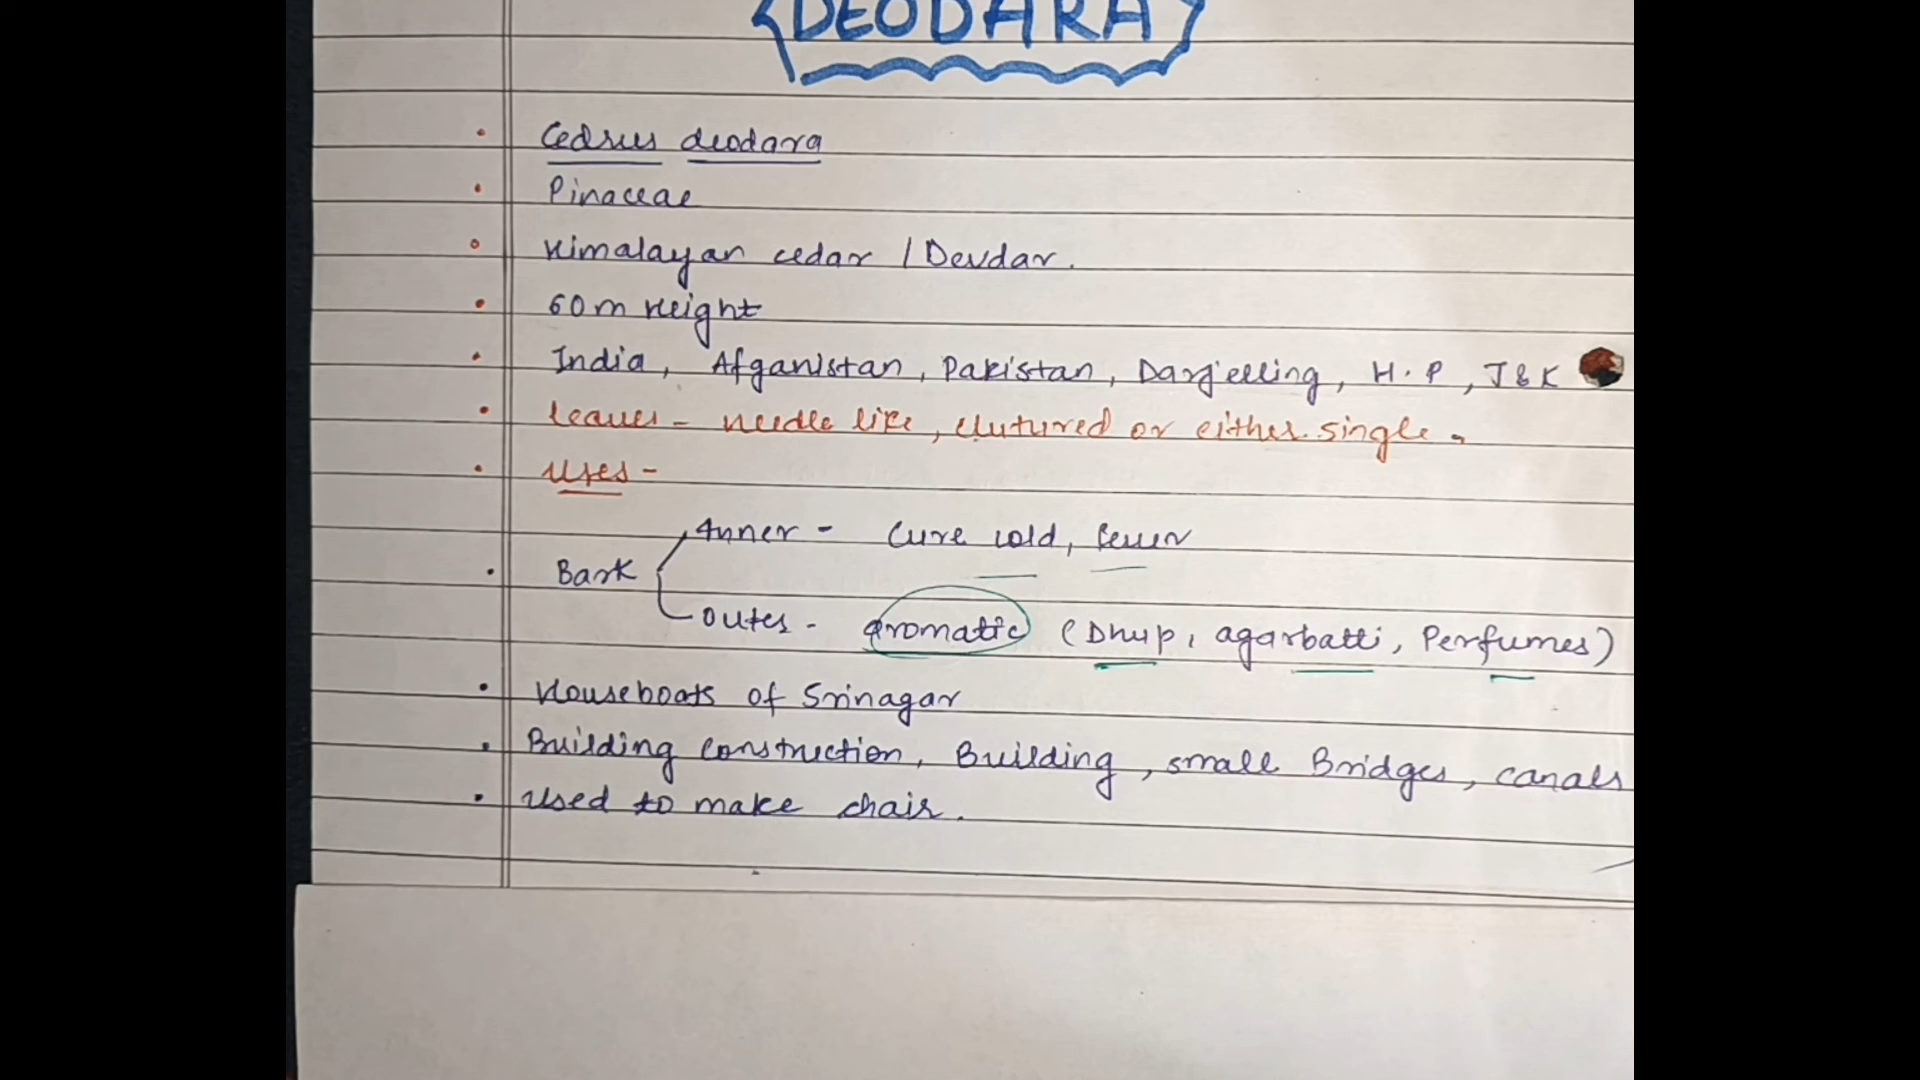 DEODARA
Cedrus deodara
Pinaceae
Himalayan cedar / Devdar.
60m Height
India, Afganistan, Pakistan, Darjelling, H.P, J&K
leaves - needle like, clutured or either single.
Uses -
Inner - Cure cold, fever
Bark
Outer - aromatic (Dhup, agarbatti, Perfumes)
Houseboats of Srinagar
Building construction, Building, small Bridges, canals
Used to make chair.